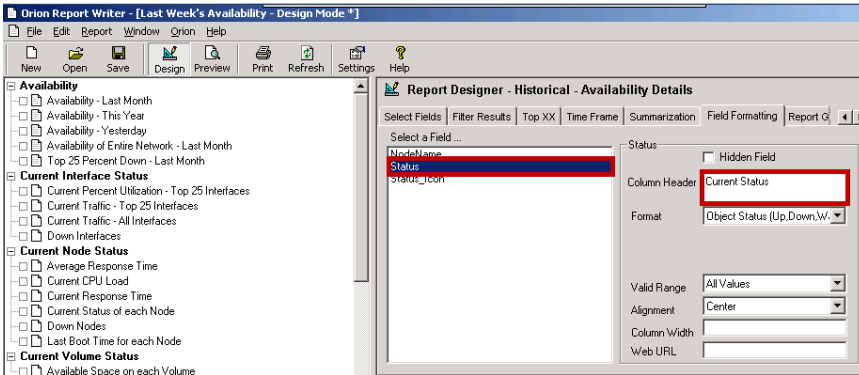 Orion Report Writer - [Last Week's Availability - Design Mode *]
File Edit Report Window Orion Help
New Open Save Design Preview Print Refresh Settings Help
Availability
Availability - Last Month
Availability - This Year
Availability - Yesterday
Availability of Entire Network - Last Month
Top 25 Percent Down - Last Month
Current Interface Status
Current Percent Utilization - Top 25 Interfaces
Current Traffic - Top 25 Interfaces
Current Traffic - All Interfaces
Down Interfaces
Current Node Status
Average Response Time
Current CPU Load
Current Response Time
Current Status of each Node
Down Nodes
Last Boot Time for each Node
Current Volume Status
Available Space on each Volume
Report Designer - Historical - Availability Details
Select Fields Filter Results Top XX Time Frame Summarization Field Formatting Report G
Select a Field ...
NodeName
Status
Status_Icon
Status
Hidden Field
Column Header Current Status
Format Object Status (Up,Down,W
Valid Range All Values
Alignment Center
Column Width
Web URL